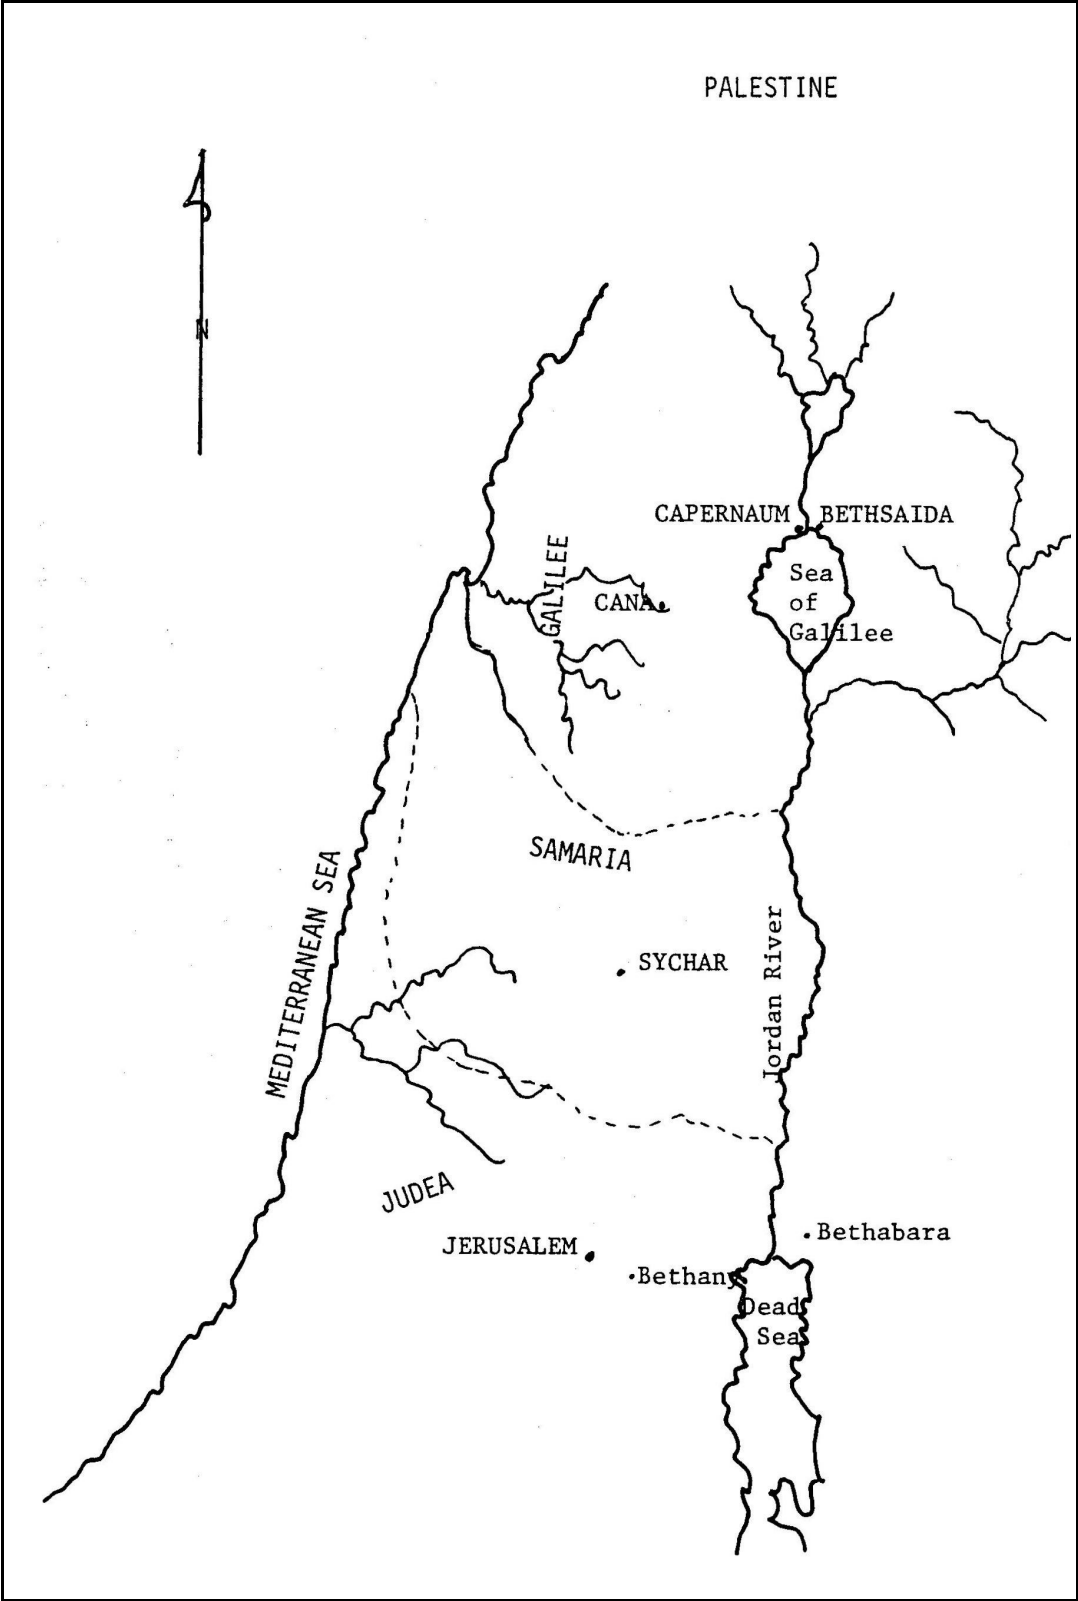 PALESTINE
N
CAPERNAUM
BETHSAIDA
GALILEE
CANA
Sea
of
Galilee
SAMARIA
MEDITERRANEAN SEA
SYCHAR
Jordan River
JUDEA
JERUSALEM
Bethabara
Bethany
Dead
Sea